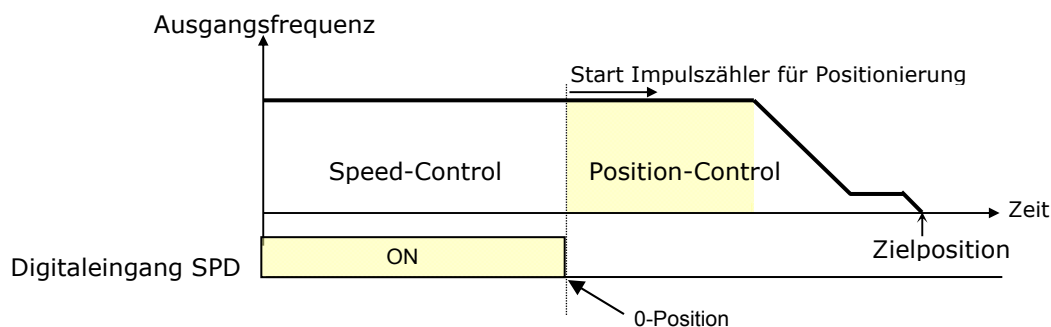 Ausgangsfrequenz
Start Impulszähler für Positionierung
Speed-Control
Position-Control
Zeit
Zielposition
Digitaleingang SPD
ON
0-Position